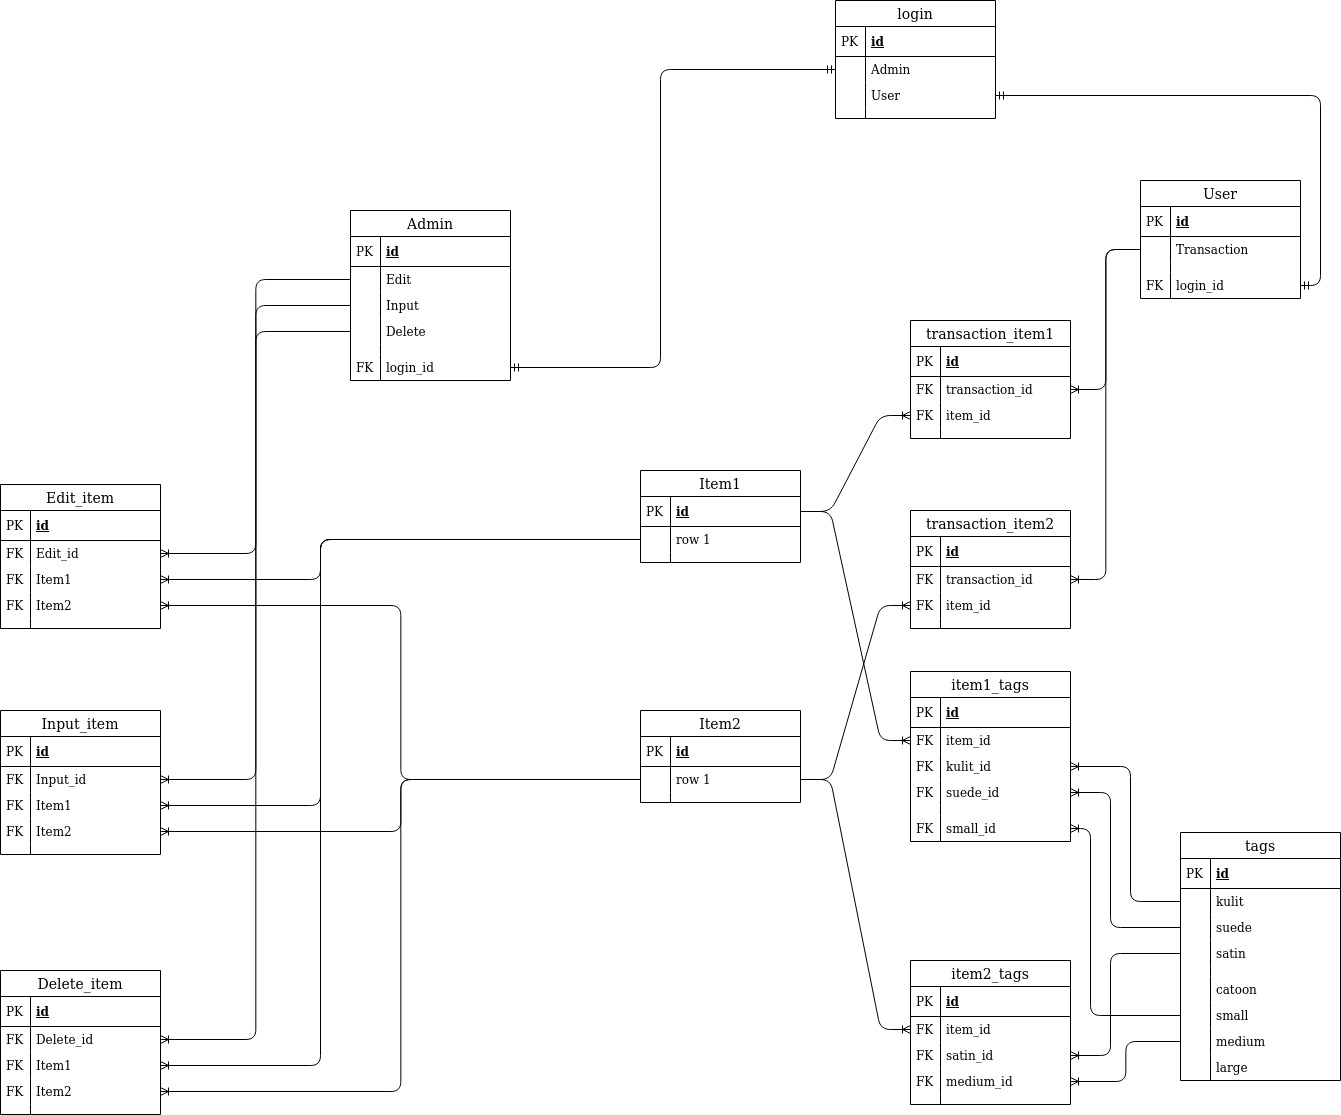 login
PK id
Admin
User
User
PK id
Transaction
FK login_id
Admin
PK id
Edit
Input
Delete
FK login_id
transaction_item1
PK id
FK transaction_id
FK item_id
Item1
PK id
row 1
Edit_item
PK id
FK Edit_id
FK Item1
FK Item2
transaction_item2
PK id
FK transaction_id
FK item_id
item1_tags
PK id
FK item_id
FK kulit_id
FK suede_id
FK small_id
Item2
PK id
row 1
Input_item
PK id
FK Input_id
FK Item1
FK Item2
tags
PK id
kulit
suede
satin
catoon
small
medium
large
item2_tags
PK id
FK item_id
FK satin_id
FK medium_id
Delete_item
PK id
FK Delete_id
FK Item1
FK Item2